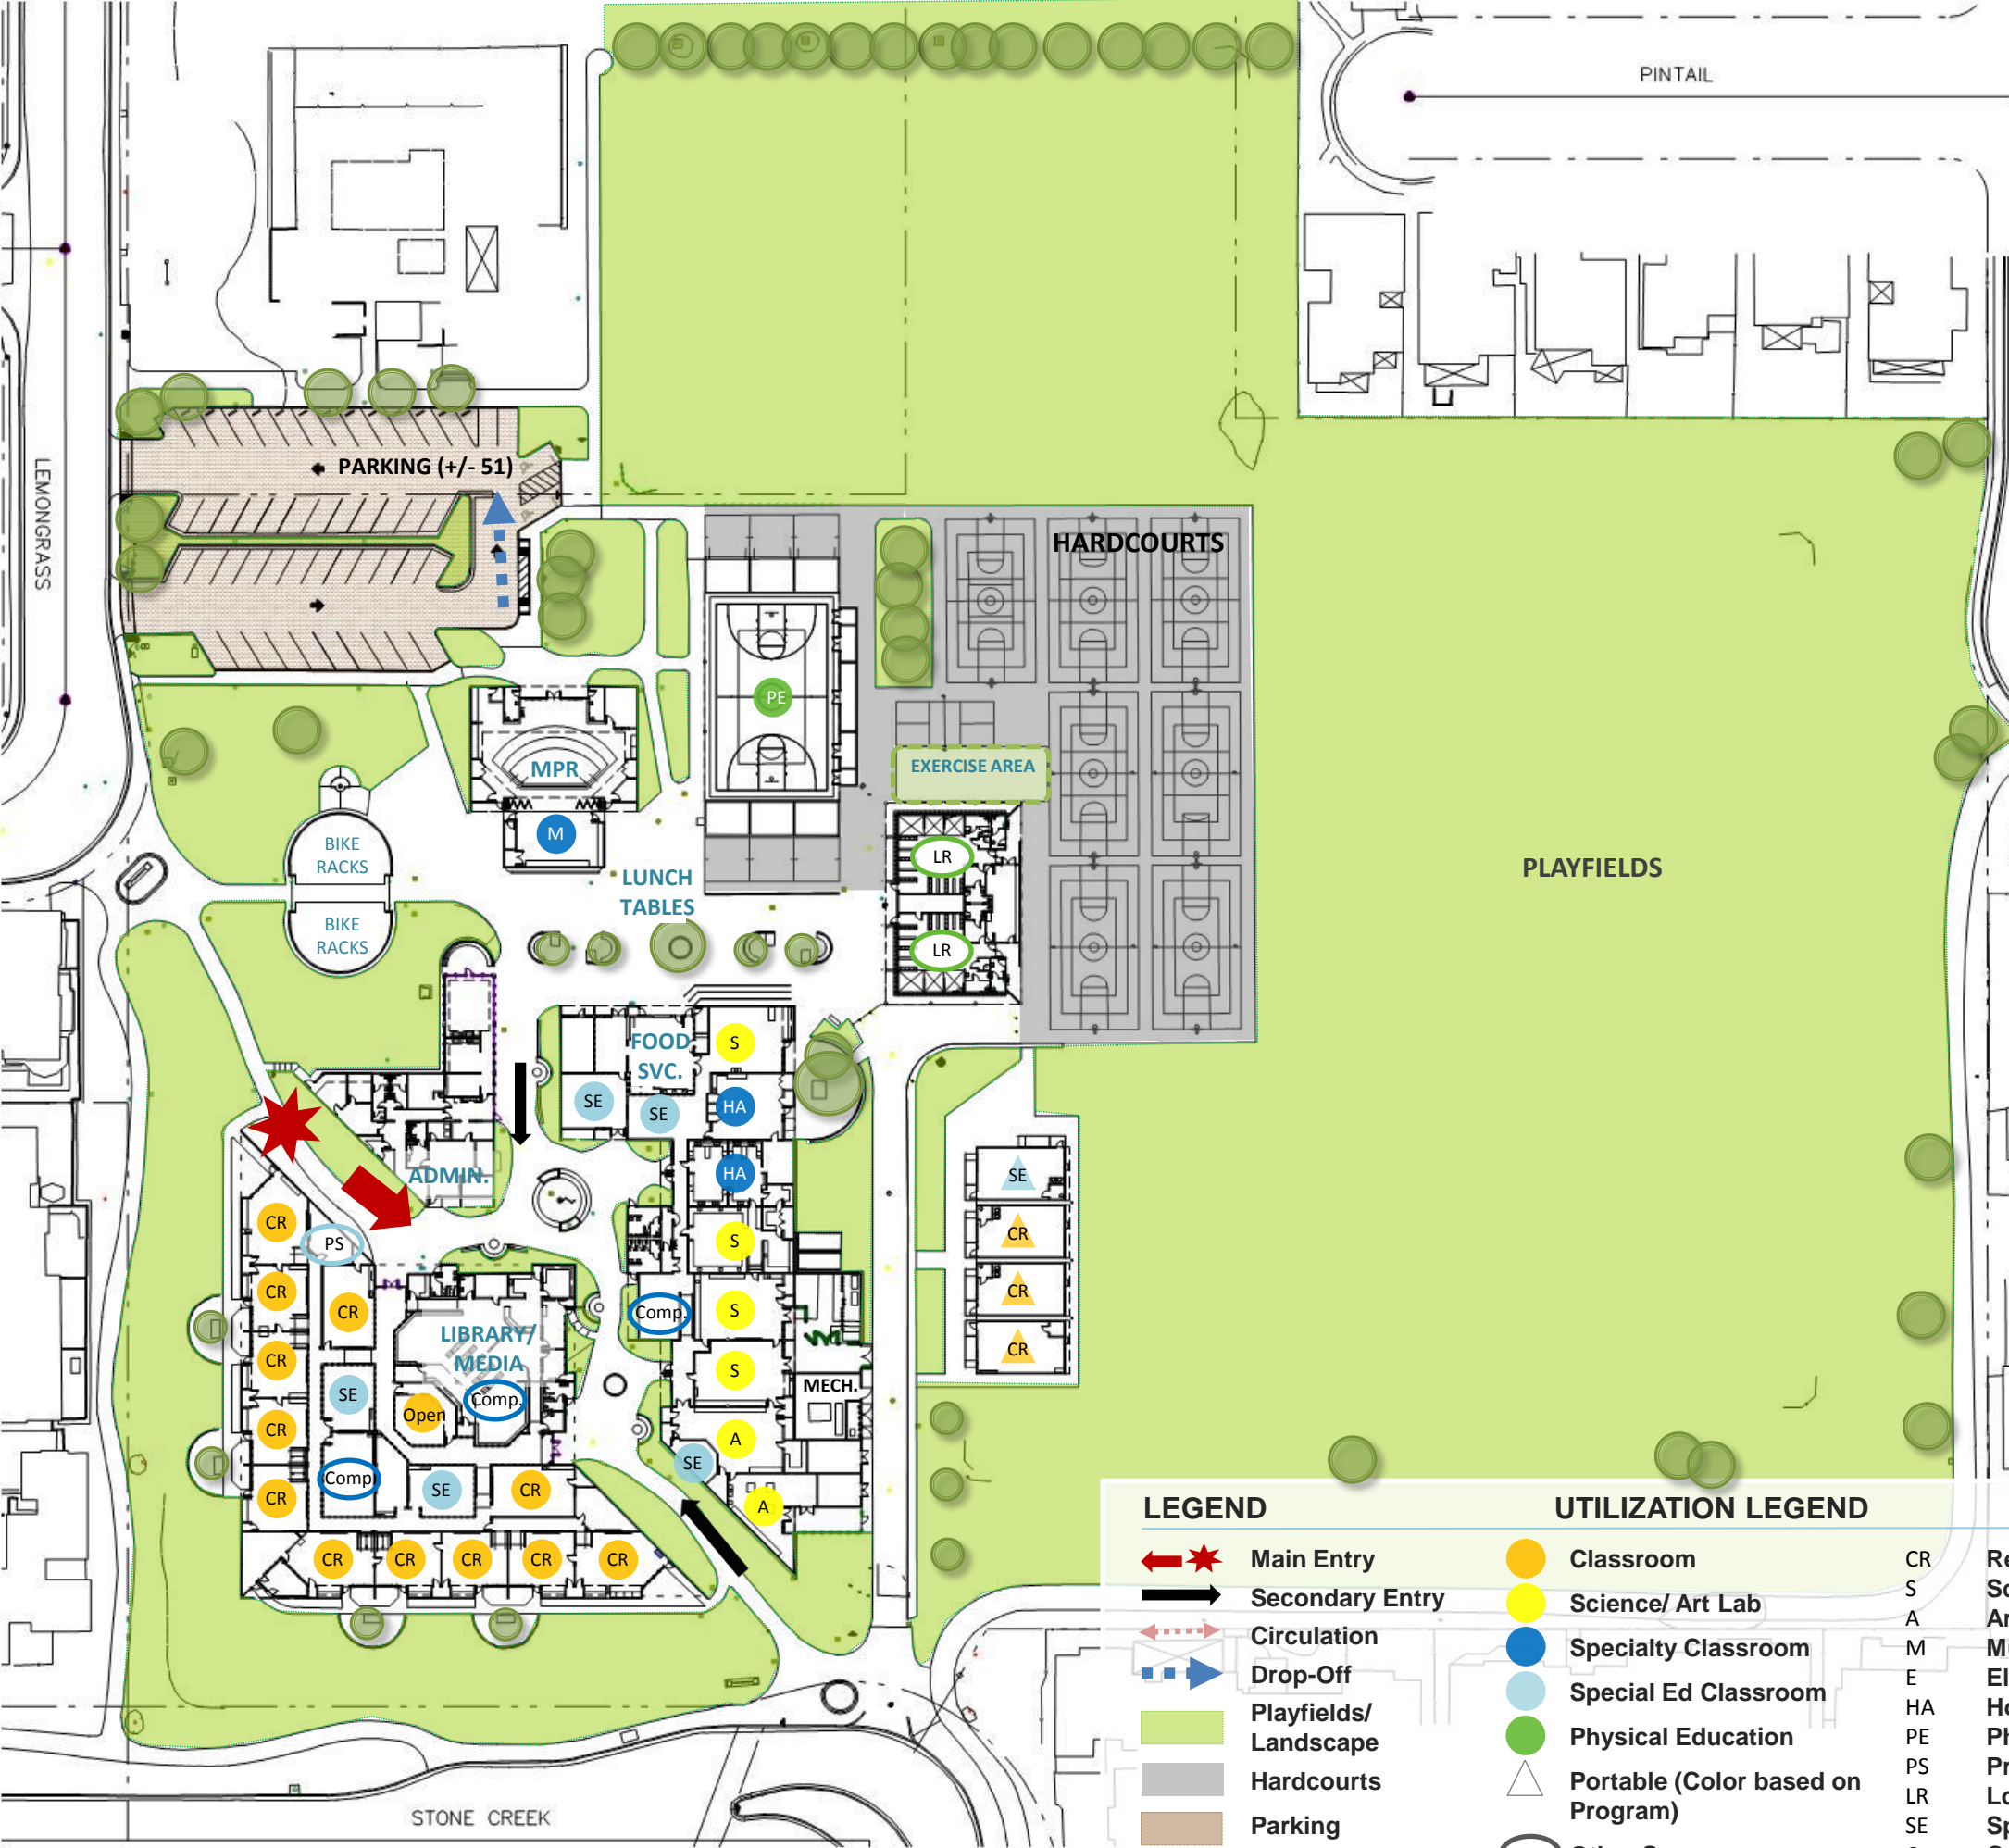 PINTAIL
LEMONGRASS
PARKING (+/- 51)
HARDCOURTS
PE
MPR
EXERCISE AREA
M
BIKE
RACKS
LR
PLAYFIELDS
LUNCH
TABLES
BIKE
RACKS
LR
FOOD
SVC.
S
SE
SE
HA
ADMIN.
HA
SE
CR
PS
S
CR
CR
CR
Comp.
S
CR
LIBRARY/
MEDIA
CR
S
CR
SE
Comp.
MECH.
Open
CR
A
SE
Comp
SE
CR
CR
A
CR
CR
CR
CR
CR
LEGEND
Main Entry
Secondary Entry
Circulation
Drop-Off
Playfields/
Landscape
Hardcourts
Parking
UTILIZATION LEGEND
Classroom
Science/ Art Lab
Specialty Classroom
Special Ed Classroom
Physical Education
Portable (Color based on
Program)
CR
S
A
M
E
HA
PE
PS
LR
SE
STONE CREEK